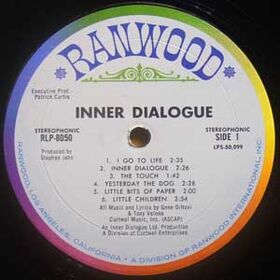 RANWOOD
Executive Prod.-
Patrick Curtis
INNER DIALOGUE
STEREOPHONIC
RLP-8050
STEREOPHONIC
SIDE 1
LPS-50,099
Produced by
Stephen John
1. I GO TO LIFE 2:35
2. INNER DIALOGUE 2:26
3. THE TOUCH 1:42
4. YESTERDAY THE DOG 2:28
5. LITTLE BITS OF PAPER 2:00
6. LITTLE CHILDREN 2:54
All Music and Lyrics by Gene DiNovi
& Tony Velona
Curtwel Music, Inc. (ASCAP)
An Inner Dialogue Ltd. Production
A Division of Curtwel Enterprises
RANWOOD, LOS ANGELES, CALIFORNIA • A DIVISION OF RANWOOD INTERNATIONAL INC.